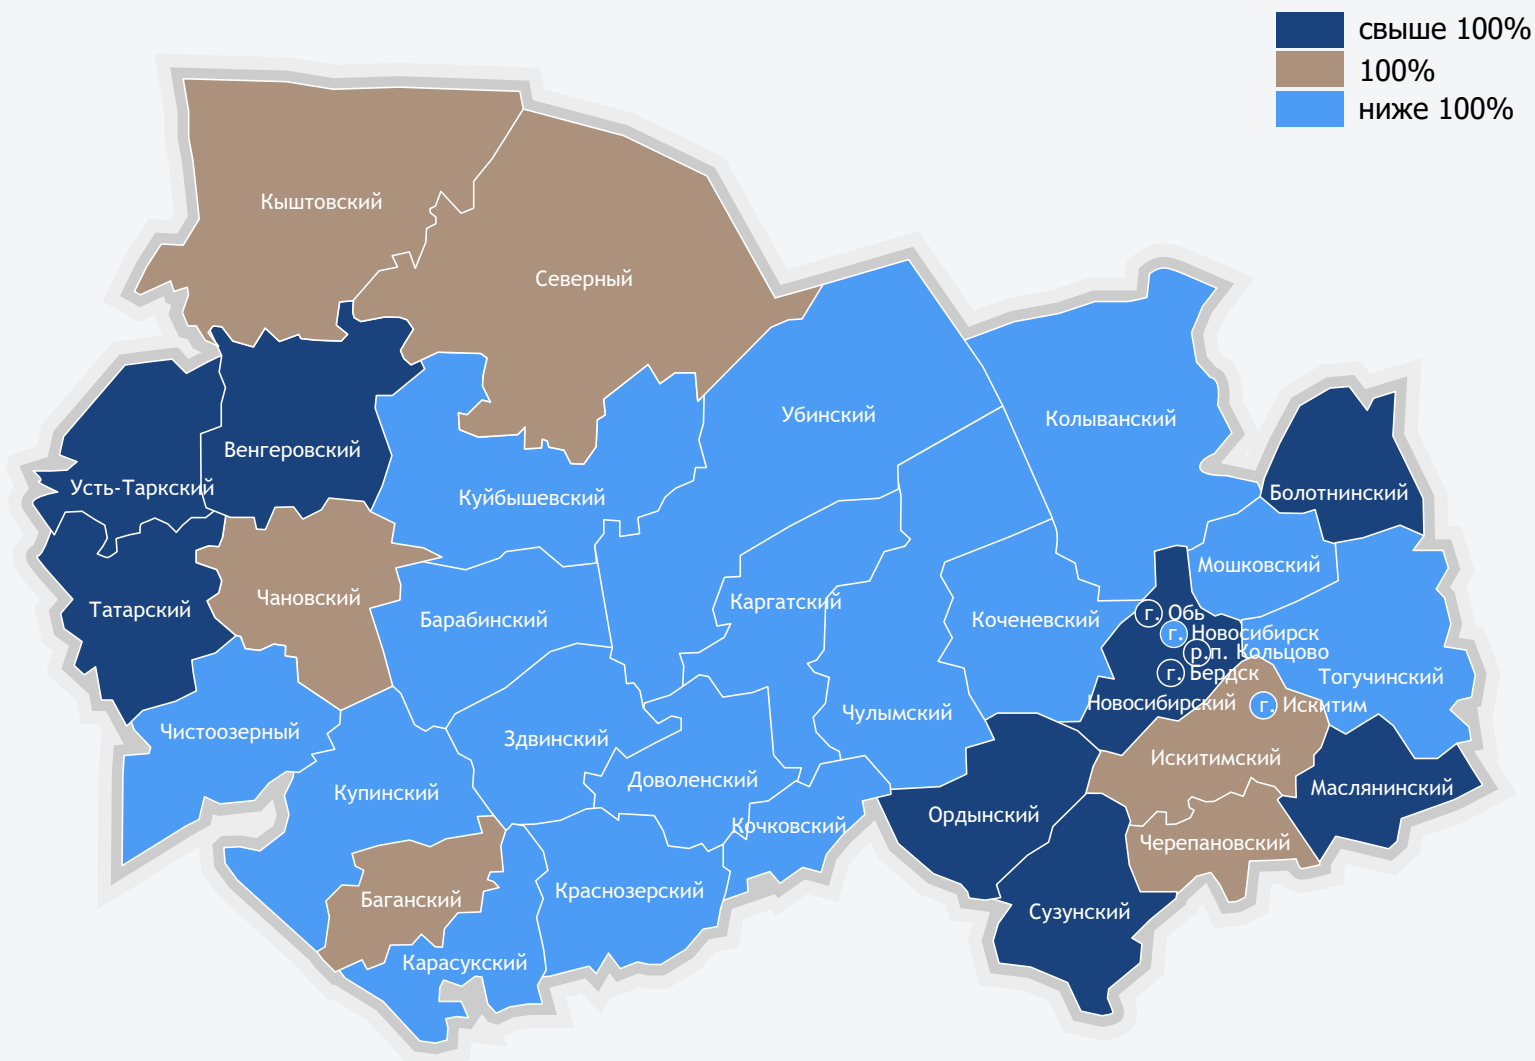 свыше 100%
100%
ниже 100%
Кыштовский
Северный
Убинский
Колыванский
Венгеровский
Усть-Таркский
Куйбышевский
Болотнинский
Мошковский
Чановский
Татарский
Каргатский
Барабинский
Коченевский
г. Обь
г. Новосибирск
р.п. Кольцово
г. Бердск
Тогучинский
Новосибирский
г. Искитим
Чулымский
Чистоозерный
Здвинский
Искитимский
Доволенский
Маслянинский
Купинский
Ордынский
Кочковский
Черепановский
Краснозерский
Баганский
Сузунский
Карасукский